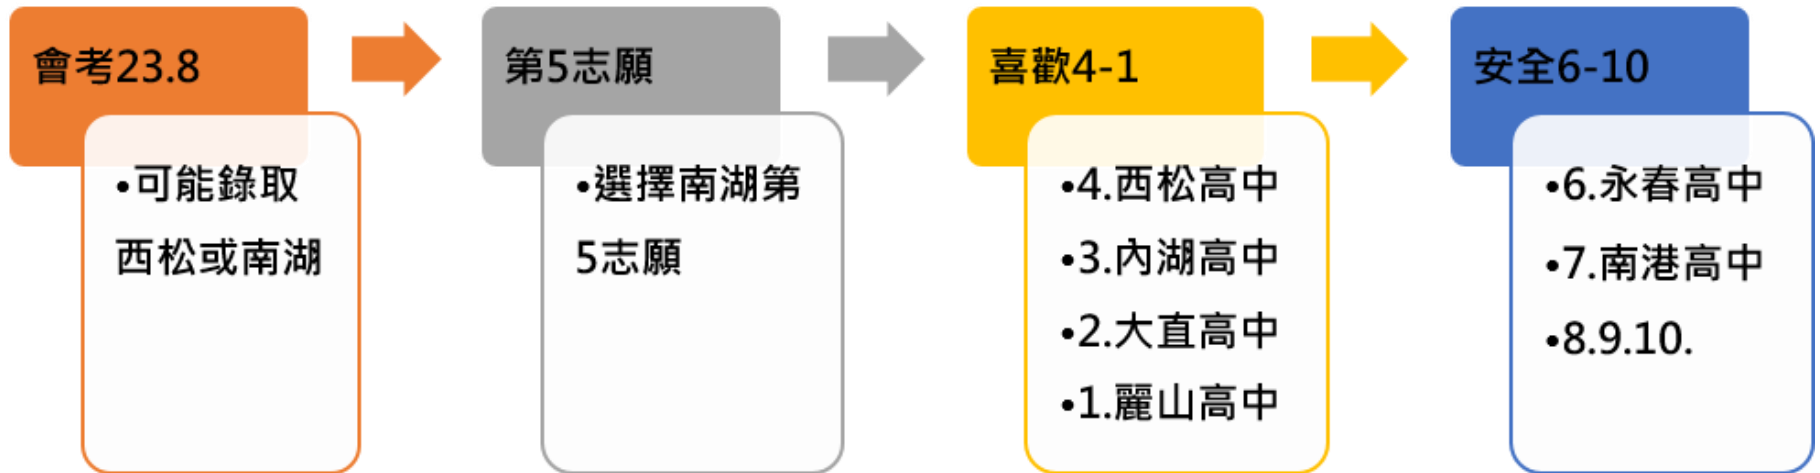 會考23.8
•可能錄取
西松或南湖
第5志願
•選擇南湖第
5志願
喜歡4-1
•4.西松高中
•3.內湖高中
•2.大直高中
•1.麗山高中
安全6-10
•6.永春高中
•7.南港高中
•8.9.10.